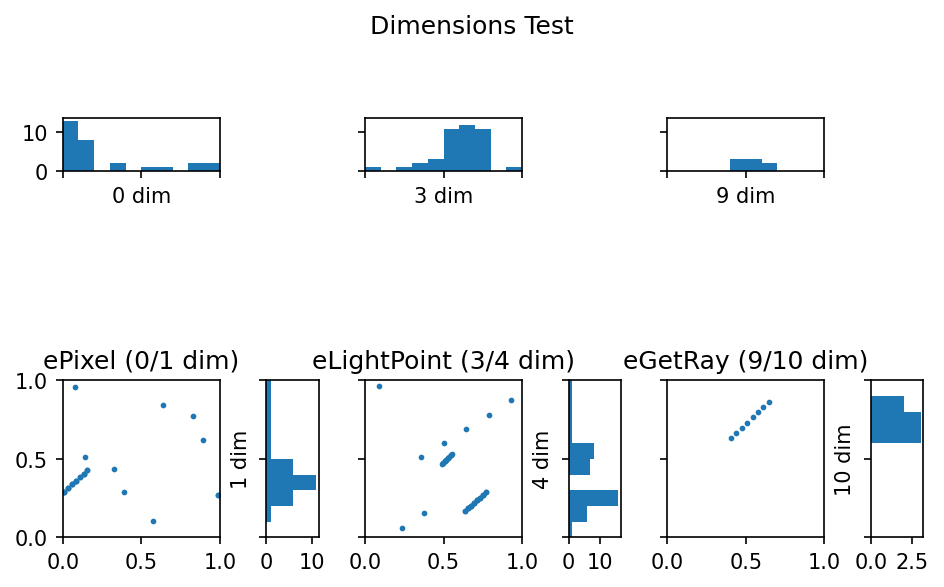 Dimensions Test
10
0
0 dim
3 dim
9 dim
ePixel (0/1 dim)
eLightPoint (3/4 dim)
eGetRay (9/10 dim)
1.0
0.5
0.0
1 dim
4 dim
10 dim
0.0 0.5 1.0 0 10 0.0 0.5 1.0 0 10 0.0 0.5 1.0 0.0 2.5